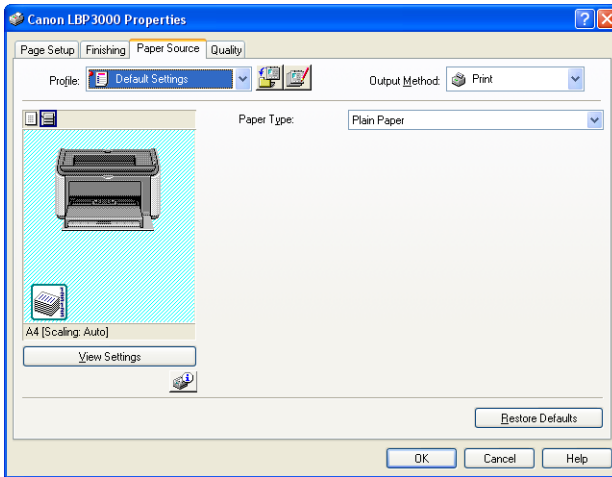 Canon LBP3000 Properties
Page Setup Finishing Paper Source Quality
Profile: Default Settings Output Method: Print
Paper Type: Plain Paper
A4 [Scaling: Auto]
View Settings
Restore Defaults
OK Cancel Help